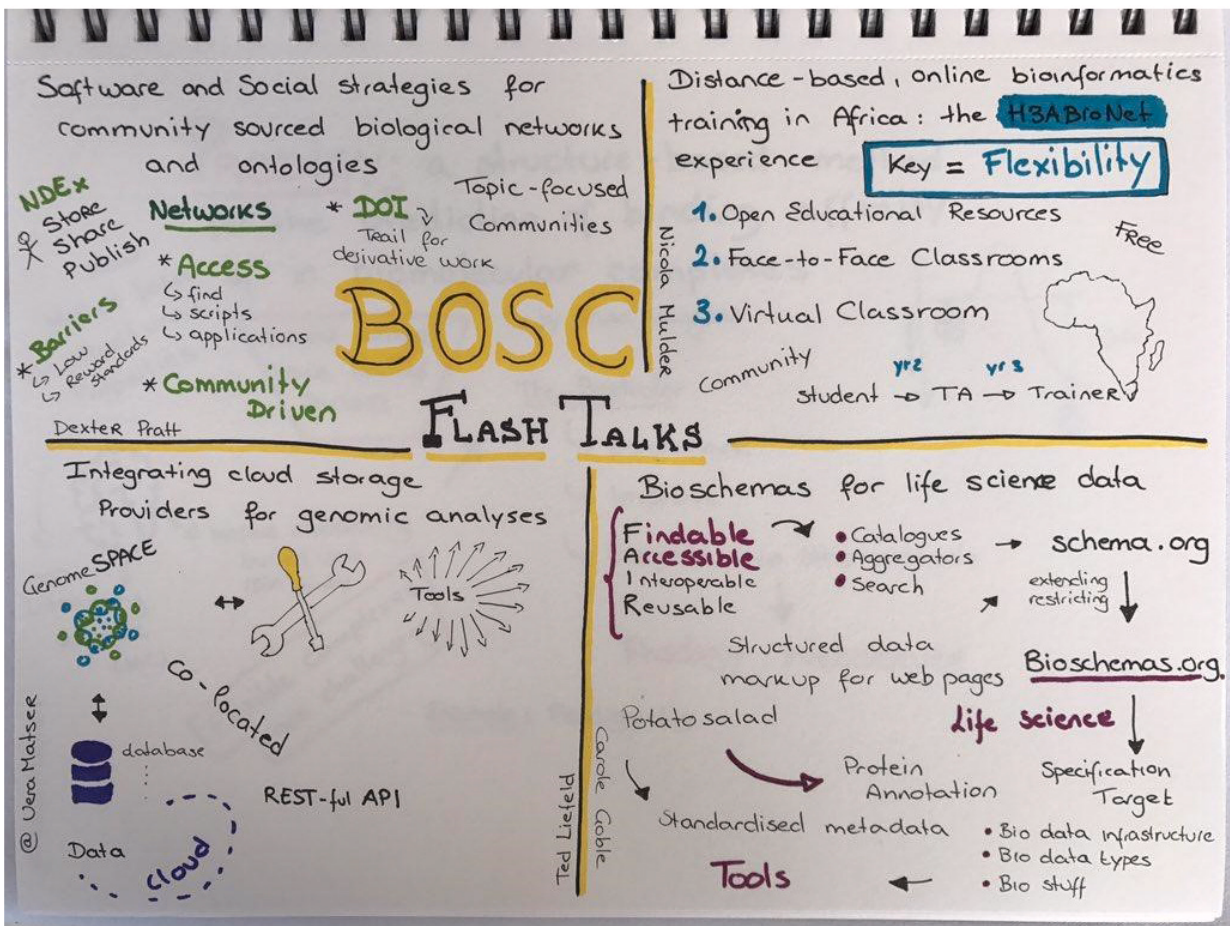 Software and Social strategies for
community sourced biological networks
and ontologies
NDEx
Store
Share
Publish
Networks
* Access
↳ find
↳ scripts
↳ applications
* DOI
Trail for
derivative work
Topic-focused
Communities
* Barriers
↳ Low
Reward
↳ Standards
* Community
Driven
Dexter Pratt
BOSC
FLASH TALKS
Distance-based, online bioinformatics
training in Africa: the H3ABioNet
experience
Key = Flexibility
1. Open Educational Resources
2. Face-to-Face Classrooms
3. Virtual Classroom
Free
Nicola Mulder
Community
yr2 yr3
student → TA → Trainer
Integrating cloud storage
Providers for genomic analyses
GenomeSPACE
Tools
Co-located
database
REST-ful API
Data
cloud
@ Vera Matser
Ted Liefeld
Bioschemas for life science data
Findable
Accessible
Interoperable
Reusable
• Catalogues
• Aggregators
• Search
→ schema.org
extending
restricting
Structured data
markup for web pages
Bioschemas.org.
Life science
Potato salad
Protein
Annotation
Specification
Target
Standardised metadata
• Bio data infrastructure
• Bio data types
• Bio stuff
Tools
Carole Goble